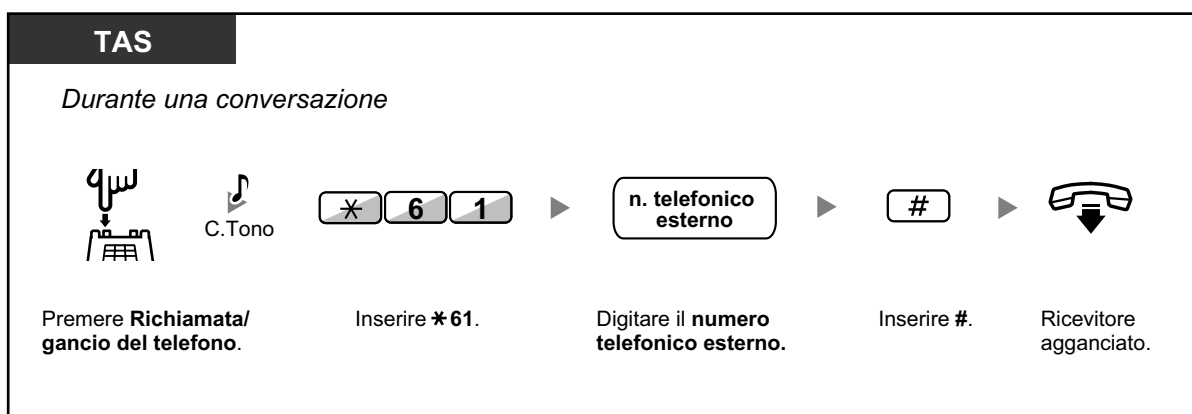 TAS
Durante una conversazione
C.Tono
* 6 1
n. telefonico
esterno
#
Premere Richiamata/
gancio del telefono.
Inserire *61.
Digitare il numero
telefonico esterno.
Inserire #.
Ricevitore
agganciato.